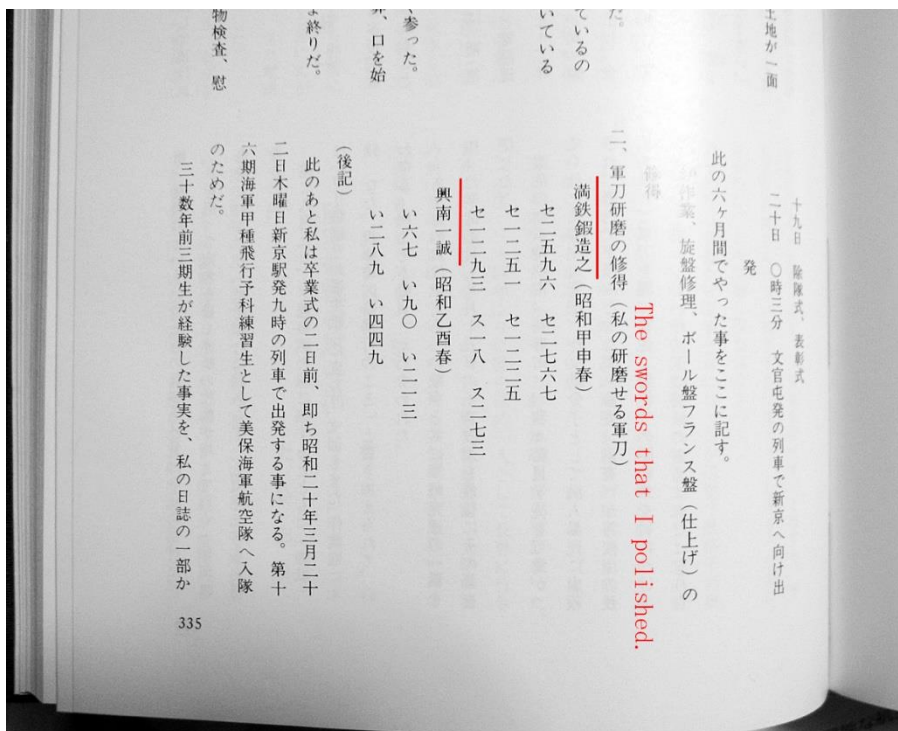 土地が一面
だ。
ているの
いている
く参った。
口を始
終りだ。
物検査、慰
十九日 除隊式、表彰式
二十日 〇時三分 文官屯発の列車で新京へ向け出
発
此の六ヶ月間でやった事をここに記す。
作業、旋盤修理、ボール盤フランス盤（仕上げ）の
修得
二、軍刀研磨の修得（私の研磨せる軍刀）
The swords that I polished.
満鉄鍛造之（昭和甲申春）
セ二五九六 セ二七六七
セ一二五一 セ一二二五
セ一二九三 ス一八 ス二七三
興南一誠（昭和乙酉春）
い六七 い九〇 い二一三
い二八九 い四四九
（後記）
此のあと私は卒業式の二日前、即ち昭和二十年三月二十
二日木曜日新京駅発九時の列車で出発する事になる。第十
六期海軍甲種飛行予科練習生として美保海軍航空隊へ入隊
のためだ。
三十数年前三期生が経験した事実を、私の日誌の一部か
335